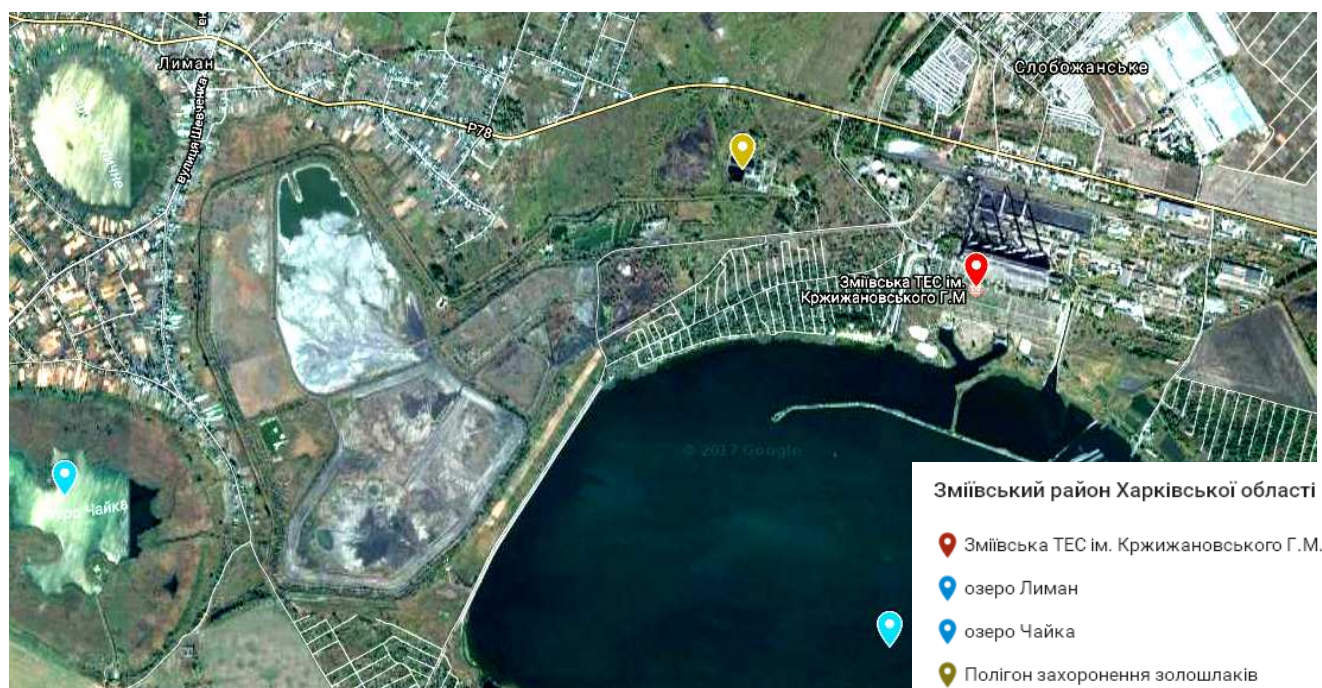 Лиман
Слобожанське
вулиця Шевченка
P78
Зміївська ТЕС ім.
Кржижановського Г.М
© 2017 Google
озеро Чайка
Зміївський район Харківської області
Зміївська ТЕС ім. Кржижановського Г.М.
озеро Лиман
озеро Чайка
Полігон захоронення золошлаків